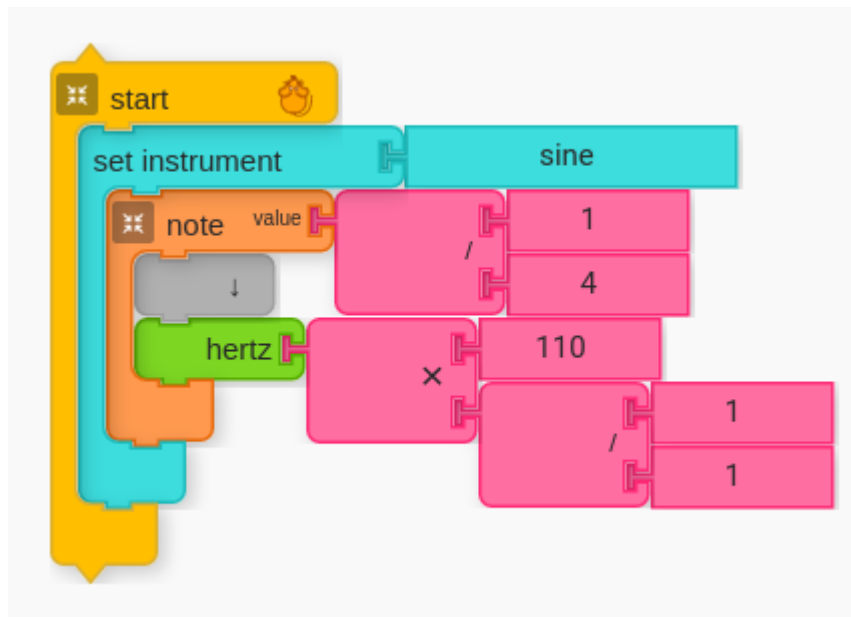 start
set instrument sine
note value / 1
4
↓
hertz × 110
/ 1
1